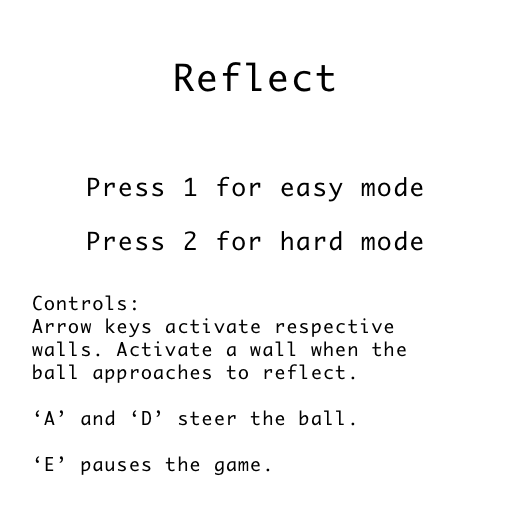 Reflect
Press 1 for easy mode
Press 2 for hard mode
Controls:
Arrow keys activate respective
walls. Activate a wall when the
ball approaches to reflect.
‘A’ and ‘D’ steer the ball.
‘E’ pauses the game.